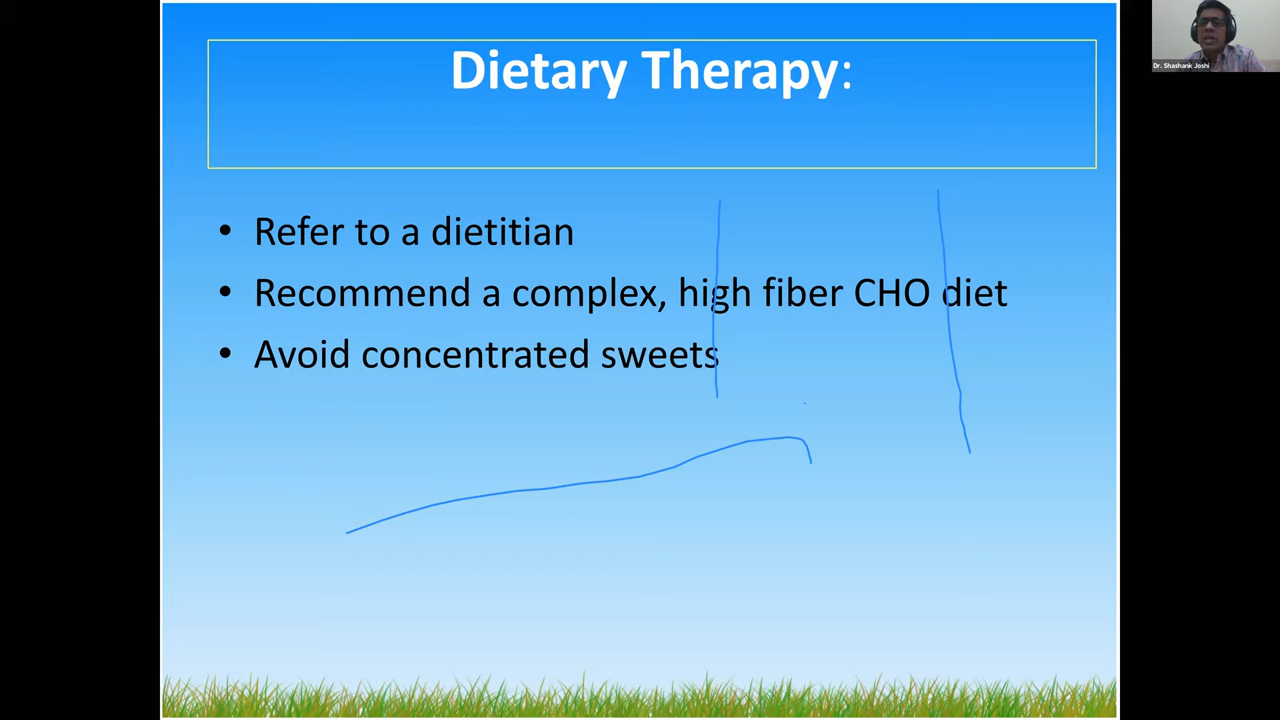 Dietary Therapy:
• Refer to a dietitian
• Recommend a complex, high fiber CHO diet
• Avoid concentrated sweets
Dr. Shashank Joshi